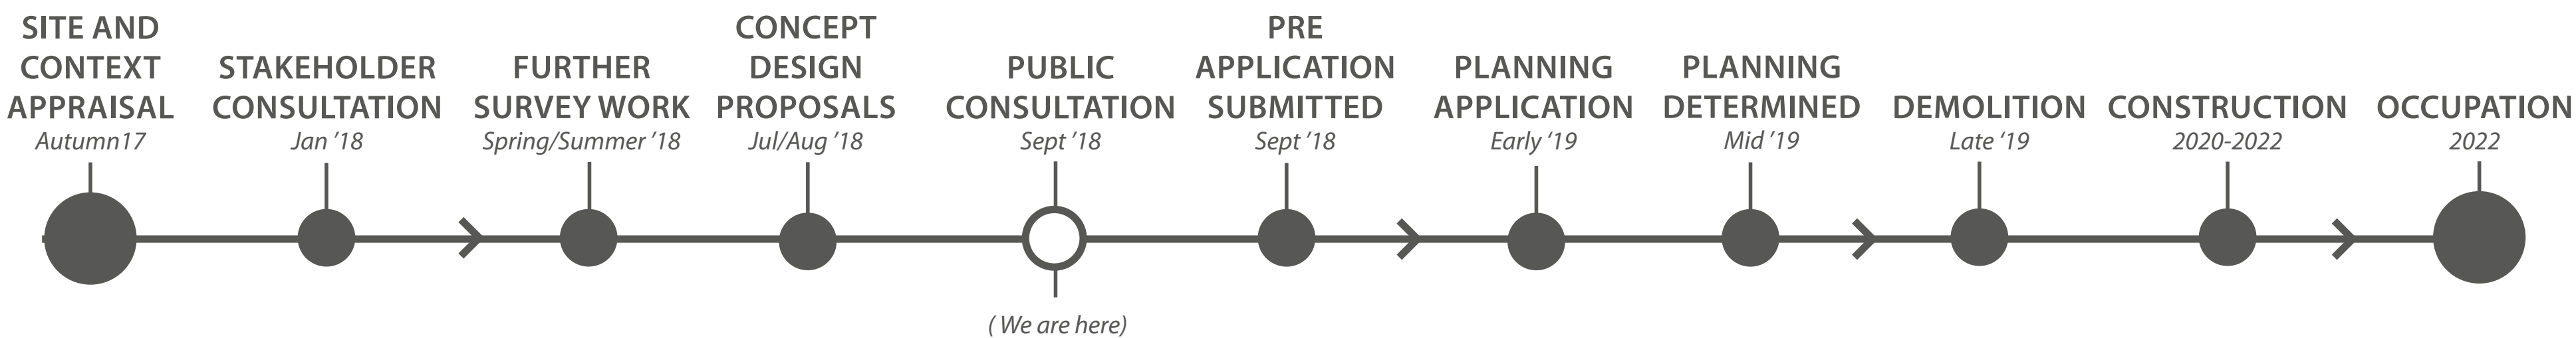 SITE AND
CONTEXT
APPRAISAL
Autumn17
STAKEHOLDER
CONSULTATION
Jan ’18
FURTHER
SURVEY WORK
Spring/Summer ’18
CONCEPT
DESIGN
PROPOSALS
Jul/Aug ’18
PUBLIC
CONSULTATION
Sept ’18
( We are here)
PRE
APPLICATION
SUBMITTED
Sept ’18
PLANNING
APPLICATION
Early ‘19
PLANNING
DETERMINED
Mid ’19
DEMOLITION
Late ‘19
CONSTRUCTION
2020-2022
OCCUPATION
2022